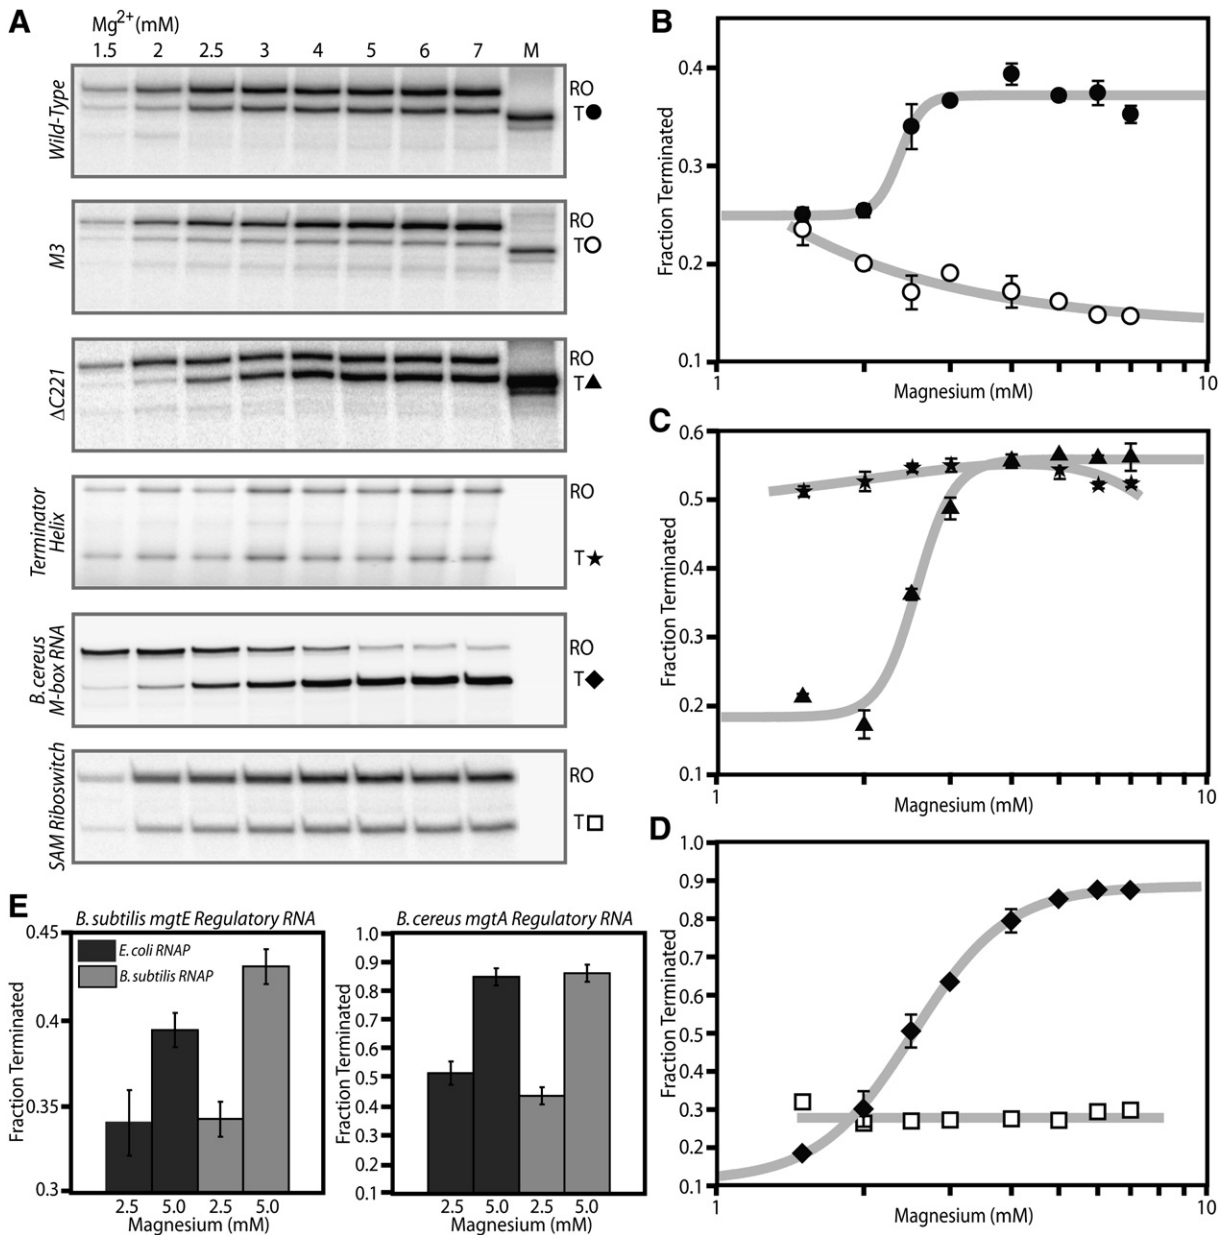 A
Mg2+ (mM)
1.5 2 2.5 3 4 5 6 7 M
Wild-Type
RO
T
M3
RO
T
ΔC221
RO
T
Terminator
Helix
RO
T
B.cereus
M-box RNA
RO
T
SAM Riboswitch
RO
T
B
Fraction Terminated
0.4
0.3
0.2
0.1
1 10
Magnesium (mM)
C
Fraction Terminated
0.6
0.5
0.4
0.3
0.2
0.1
1 10
Magnesium (mM)
D
Fraction Terminated
1.0
0.9
0.8
0.7
0.6
0.5
0.4
0.3
0.2
0.1
1 10
Magnesium (mM)
E
B.subtilis mgtE Regulatory RNA
E.coli RNAP
B.subtilis RNAP
Fraction Terminated
0.45
0.4
0.35
0.3
2.5 5.0 2.5 5.0
Magnesium (mM)
B.cereus mgtA Regulatory RNA
Fraction Terminated
1.0
0.9
0.8
0.7
0.6
0.5
0.4
0.3
0.2
0.1
2.5 5.0 2.5 5.0
Magnesium (mM)